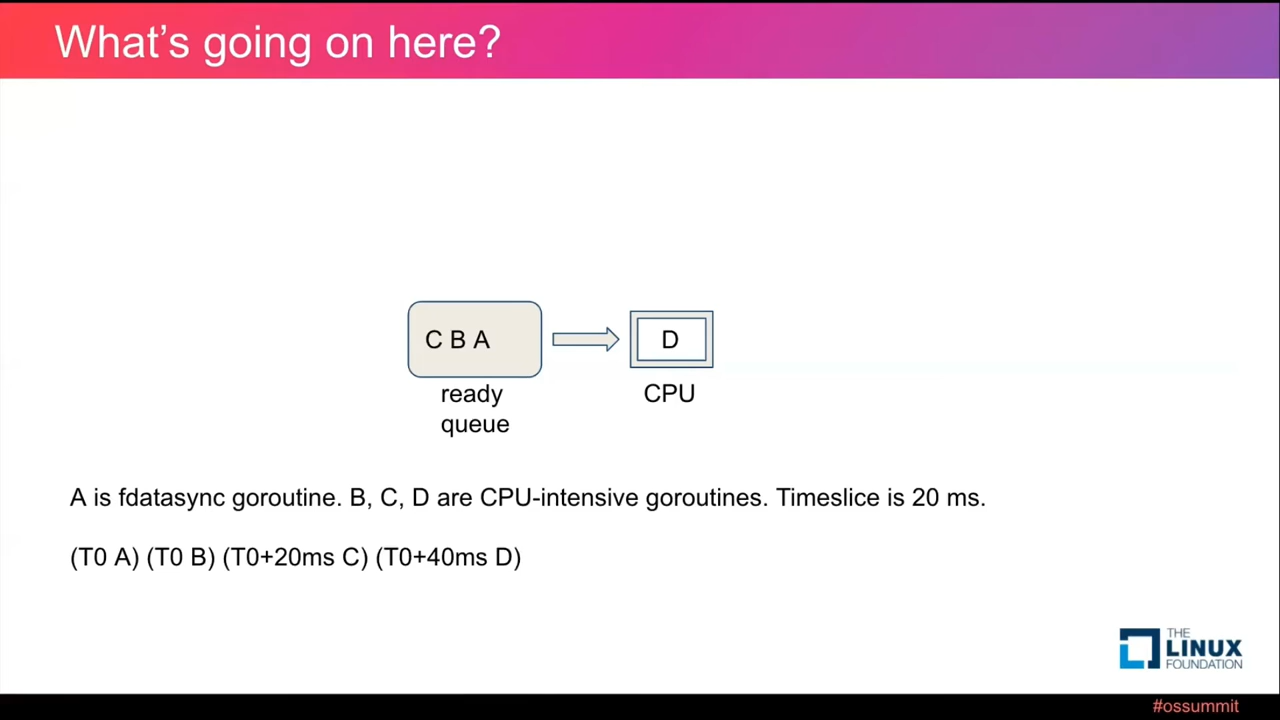 What's going on here?
C B A
D
ready
queue
CPU
A is fdatasync goroutine. B, C, D are CPU-intensive goroutines. Timeslice is 20 ms.
(T0 A) (T0 B) (T0+20ms C) (T0+40ms D)
THE
LINUX
FOUNDATION
#ossummit